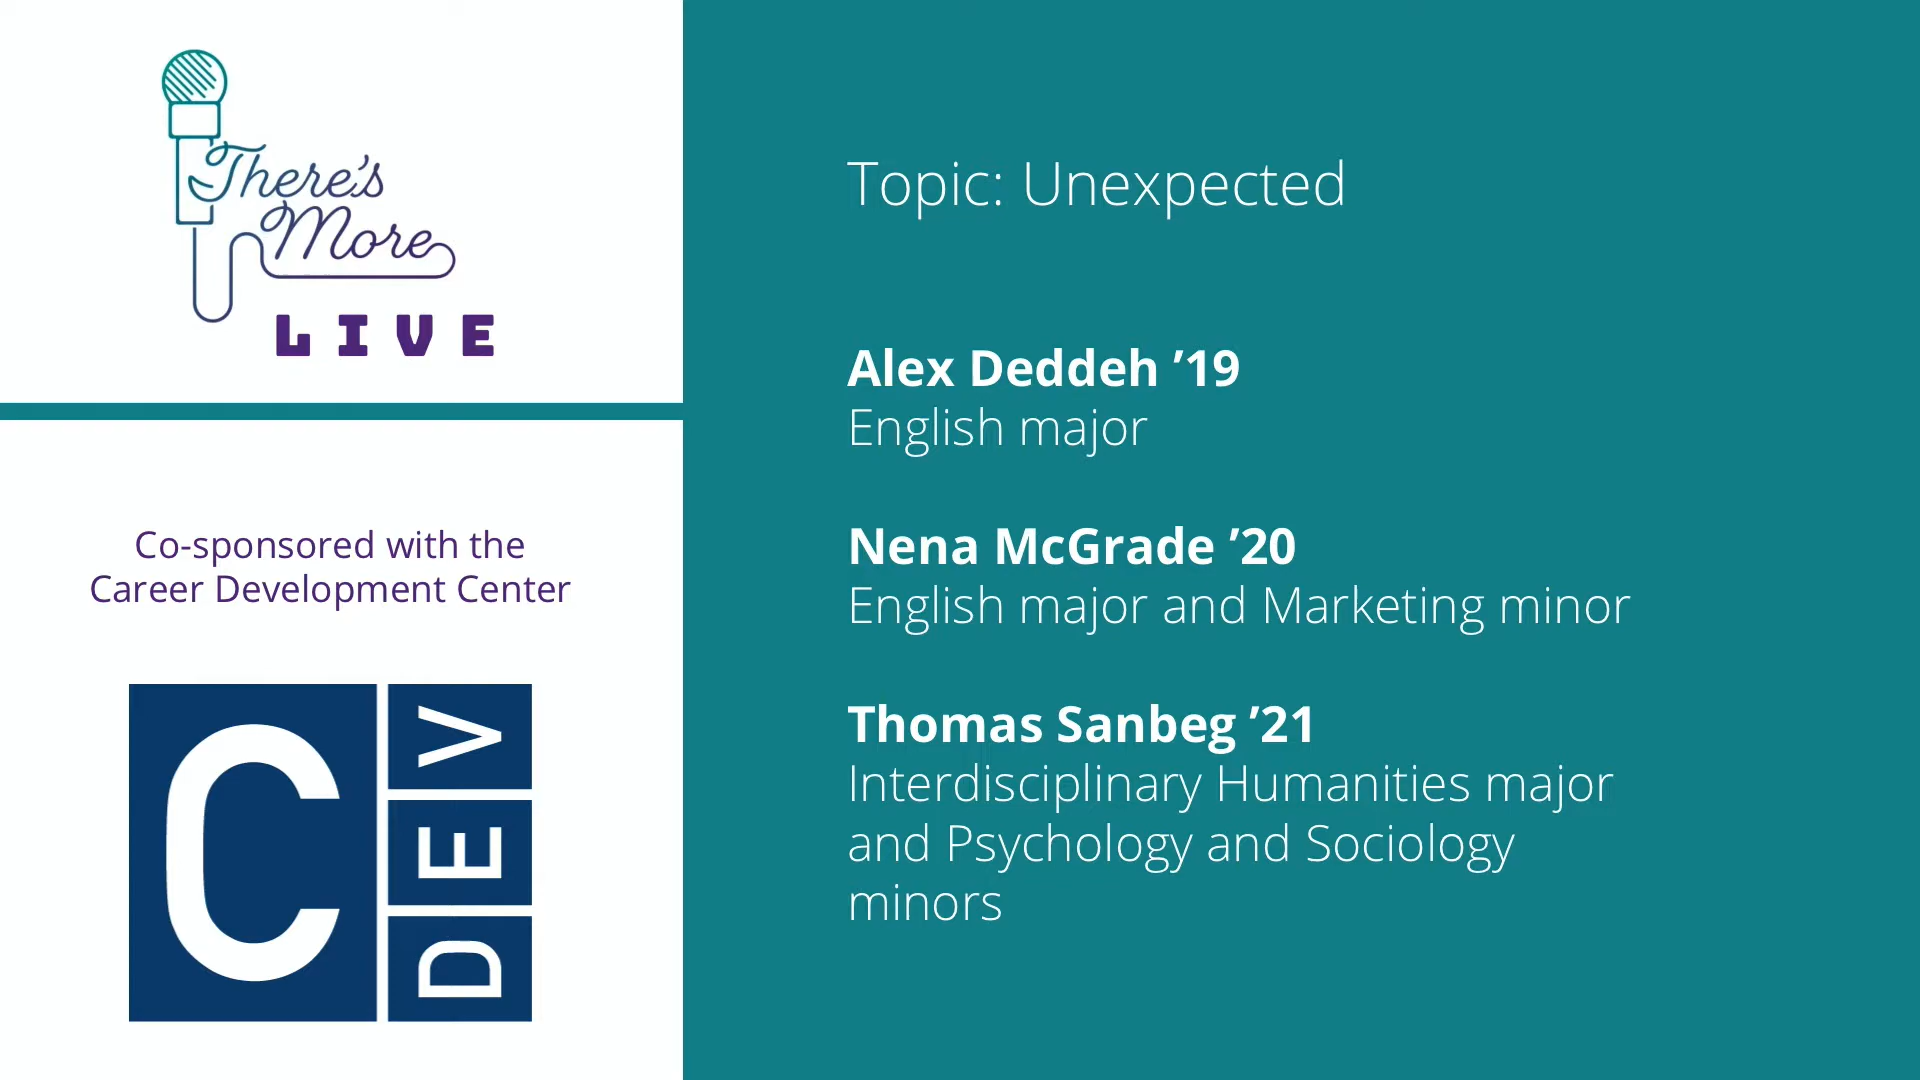 There's
More
LIVE
Co-sponsored with the
Career Development Center
C
DEV
Topic: Unexpected
Alex Deddeh ’19
English major
Nena McGrade ’20
English major and Marketing minor
Thomas Sanbeg ’21
Interdisciplinary Humanities major
and Psychology and Sociology
minors